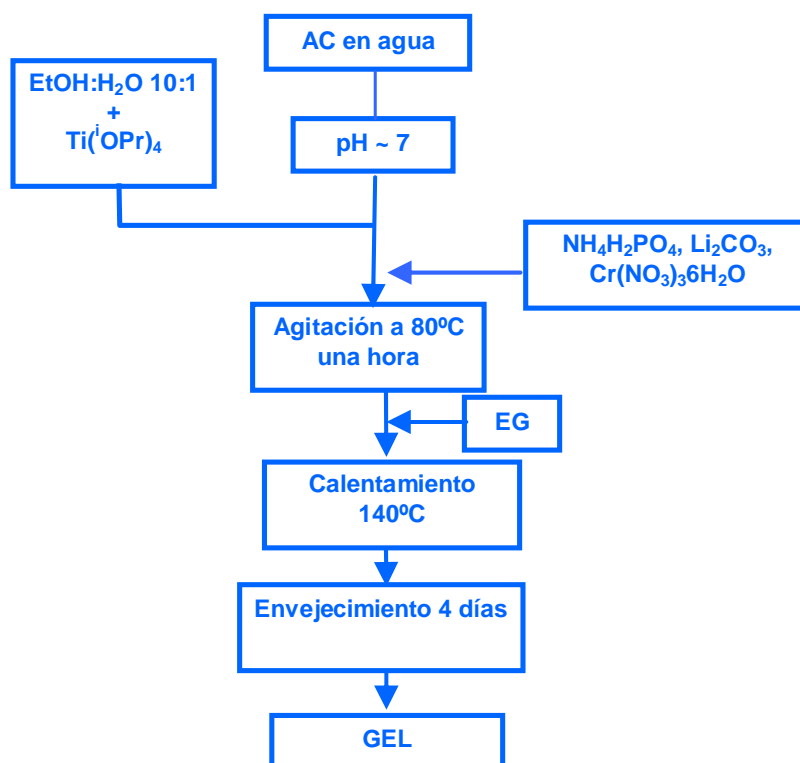 AC en agua
EtOH:H₂O 10:1
+
Ti(ⁱOPr)₄
pH ~ 7
NH₄H₂PO₄, Li₂CO₃,
Cr(NO₃)₃6H₂O
Agitación a 80ºC
una hora
EG
Calentamiento
140ºC
Envejecimiento 4 días
GEL